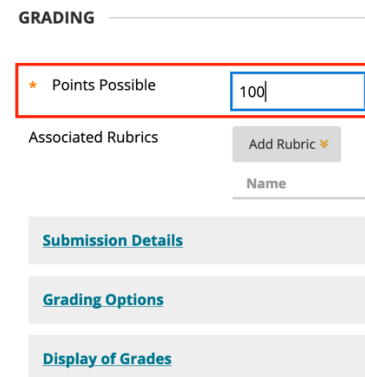 GRADING
* Points Possible
100
Associated Rubrics
Add Rubric
Name
Submission Details
Grading Options
Display of Grades